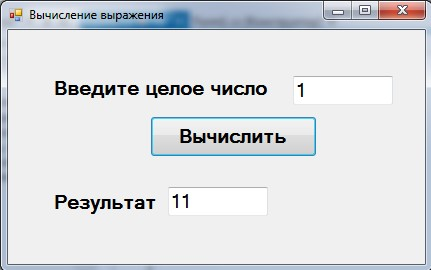 Вычисление выражения
Введите целое число 1
Вычислить
Результат 11